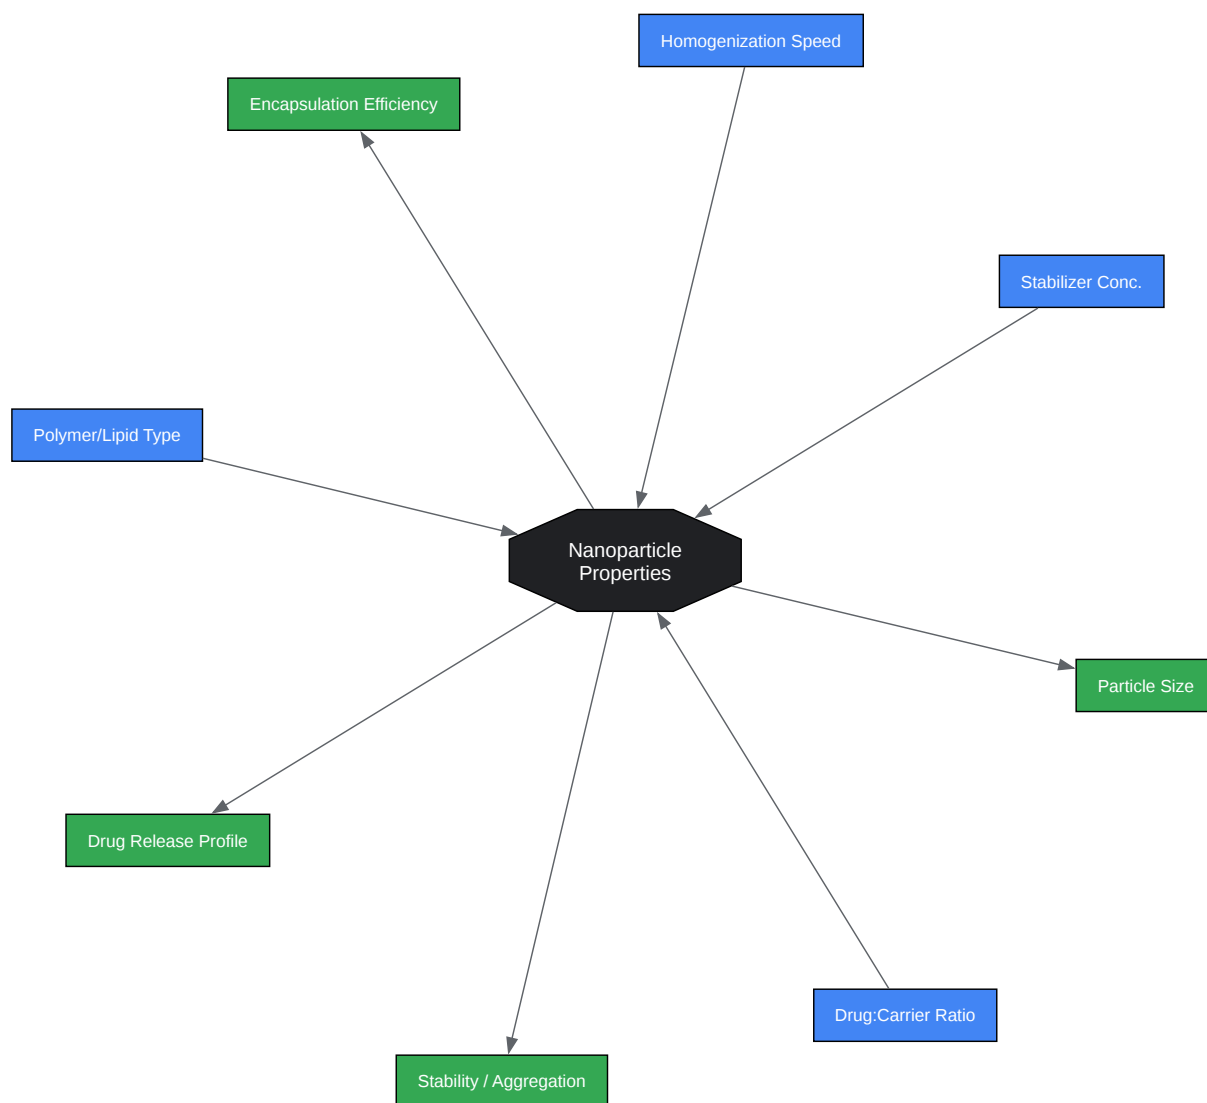 Homogenization Speed
Encapsulation Efficiency
Stabilizer Conc.
Polymer/Lipid Type
Nanoparticle
Properties
Particle Size
Drug Release Profile
Drug:Carrier Ratio
Stability / Aggregation